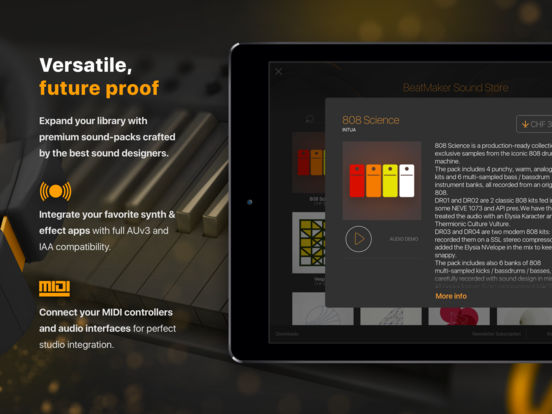 Versatile,
future proof
Expand your library with
premium sound-packs crafted
by the best sound designers.
Integrate your favorite synth &
effect apps with full AUv3 and
IAA compatibility.
MIDI
Connect your MIDI controllers
and audio interfaces for perfect
studio integration.
BeatMaker Sound Store
808 Science
INTUA
CHF 3
AUDIO DEMO
808 Science is a production-ready collectio
exclusive samples from the iconic 808 drum
machine.
The pack includes 4 punchy, warm, analog
kits and 6 multi-sampled bass / bassdrum
instrument banks, all recorded from an orig
808.
DR01 and DR02 are 2 classic 808 kits fed in
some NEVE 1073 and API pres. We have th
treated the audio with an Elysia Karacter an
Thermionic Culture Vulture.
DR03 and DR04 are two modern 808 kits:
recorded them on a SSL stereo compresso
added the Elysia NVelope in the mix to keep
snappy.
The pack includes also 6 banks of 808
multi-sampled kicks / bassdrums / basses,
carefully recorded with sound design in mi
More info
Downloads
Newsletter Subscription